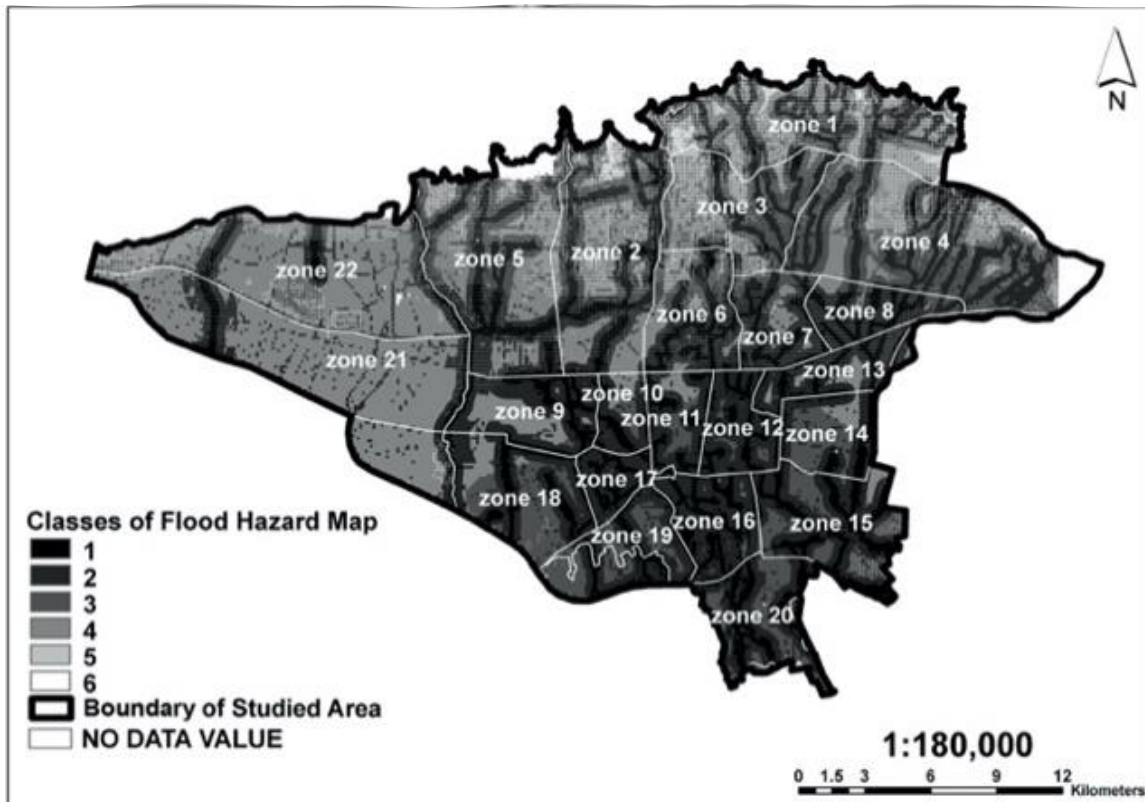 N
zone 1
zone 3
zone 4
zone 2
zone 5
zone 22
zone 6
zone 8
zone 7
zone 21
zone 13
zone 10
zone 9
zone 11
zone 12
zone 14
zone 17
zone 18
zone 16
zone 15
zone 19
zone 20
Classes of Flood Hazard Map
1
2
3
4
5
6
Boundary of Studied Area
NO DATA VALUE
1:180,000
0 1.5 3 6 9 12
Kilometers